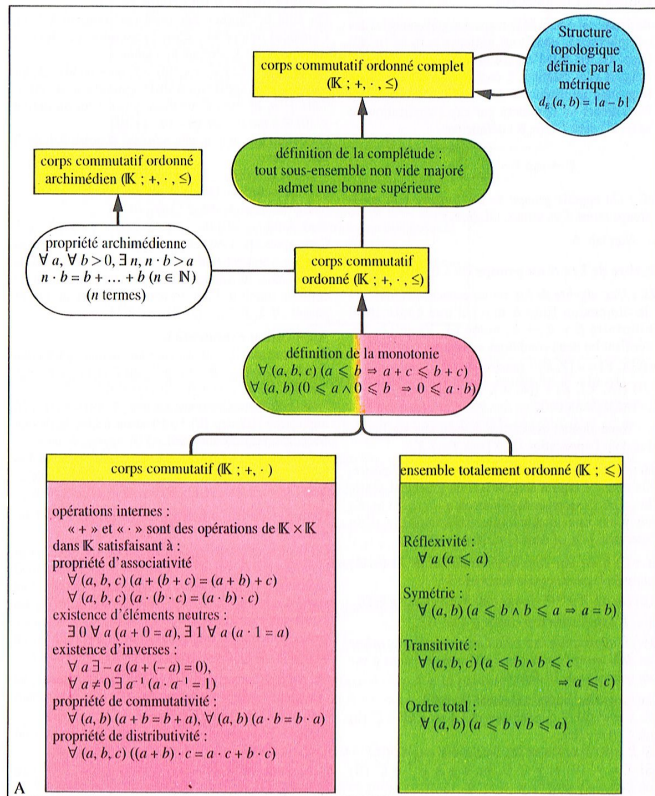 Structure
topologique
définie par la
métrique
d_E (a, b) = |a – b|
corps commutatif ordonné complet
(𝕂 ; +, · , ≤)
définition de la complétude :
tout sous-ensemble non vide majoré
admet une bonne supérieure
corps commutatif ordonné
archimédien (𝕂 ; +, · , ≤)
propriété archimédienne
∀ a, ∀ b > 0, ∃ n, n · b > a
n · b = b + ... + b (n ∈ ℕ)
(n termes)
corps commutatif
ordonné (𝕂 ; +, · , ≤)
définition de la monotonie
∀ (a, b, c) (a ⩽ b ⇒ a + c ⩽ b + c)
∀ (a, b) (0 ⩽ a ∧ 0 ⩽ b ⇒ 0 ⩽ a · b)
corps commutatif (𝕂 ; +, · )
opérations internes :
« + » et « · » sont des opérations de 𝕂 × 𝕂
dans 𝕂 satisfaisant à :
propriété d'associativité
∀ (a, b, c) (a + (b + c) = (a + b) + c)
∀ (a, b, c) (a · (b · c) = (a · b) · c)
existence d'éléments neutres :
∃ 0 ∀ a (a + 0 = a), ∃ 1 ∀ a (a · 1 = a)
existence d'inverses :
∀ a ∃ – a (a + (– a) = 0),
∀ a ≠ 0 ∃ a⁻¹ (a · a⁻¹ = 1)
propriété de commutativité :
∀ (a, b) (a + b = b + a), ∀ (a, b) (a · b = b · a)
propriété de distributivité :
∀ (a, b, c) ((a + b) · c = a · c + b · c)
ensemble totalement ordonné (𝕂 ; ⩽)
Réflexivité :
∀ a (a ⩽ a)
Symétrie :
∀ (a, b) (a ⩽ b ∧ b ⩽ a ⇒ a = b)
Transitivité :
∀ (a, b, c) (a ⩽ b ∧ b ⩽ c
⇒ a ⩽ c)
Ordre total :
∀ (a, b) (a ⩽ b ∨ b ⩽ a)
A